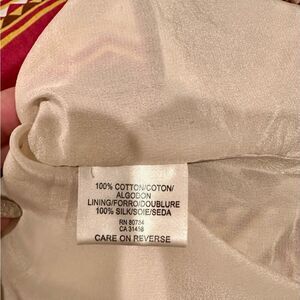 100% COTTON/COTON/
ALGODON
LINING/FORRO/DOUBLURE
100% SILK/SOIE/SEDA
RN 80784
CA 31458
CARE ON REVERSE